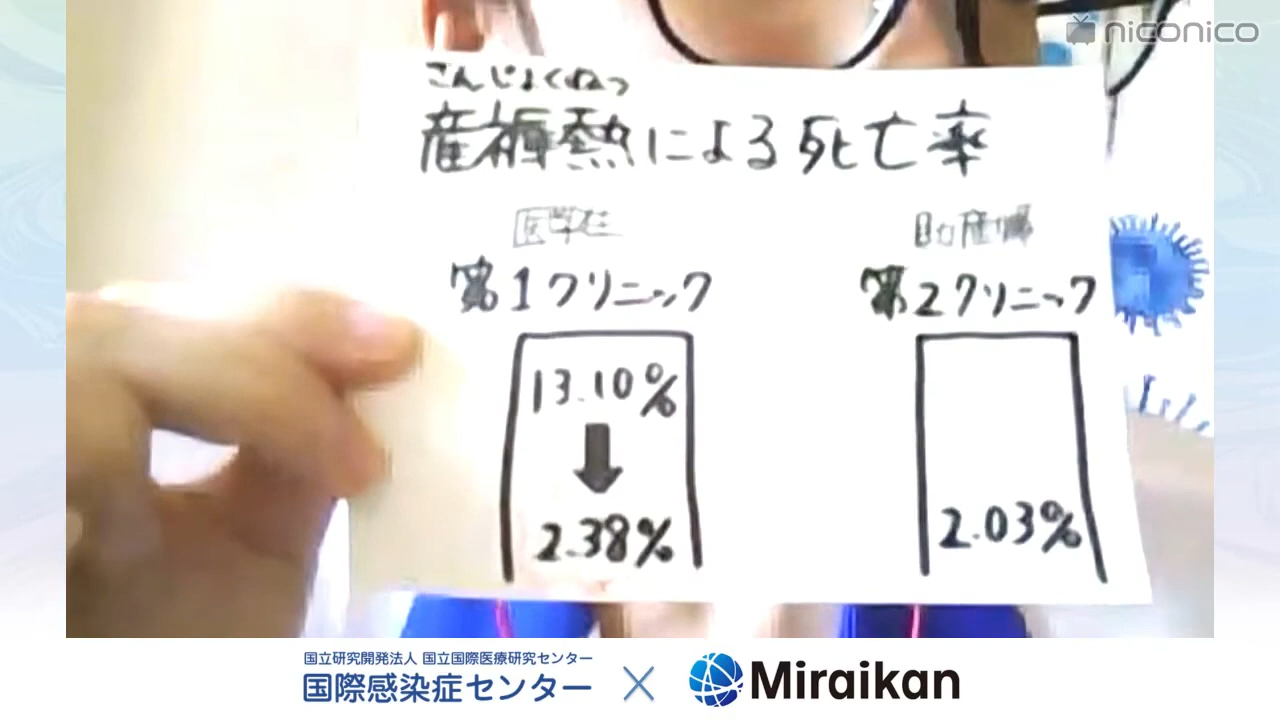 niconico
さんじょくねつ
産褥熱による死亡率
医学生
助産婦
第1クリニック
第2クリニック
13.10%
2.38%
2.03%
国立研究開発法人 国立国際医療研究センター
国際感染症センター × Miraikan